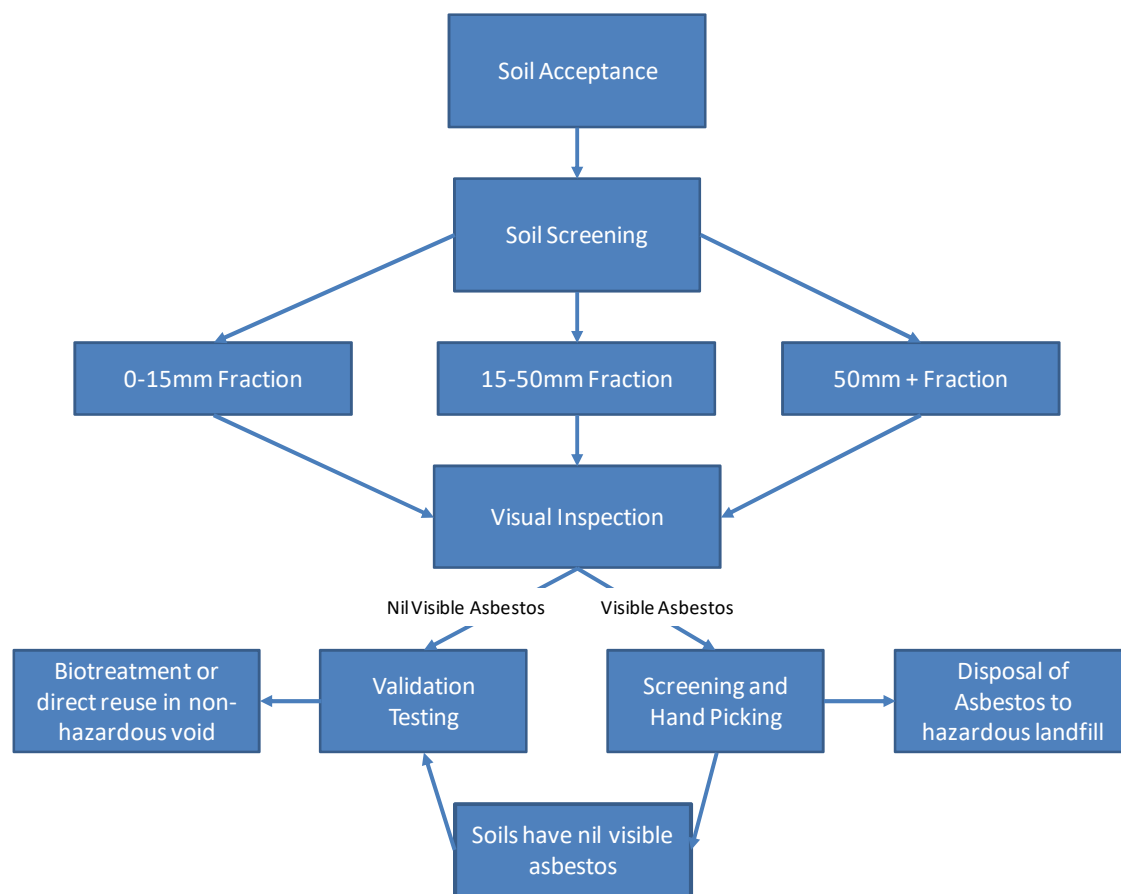 Soil Acceptance
Soil Screening
0-15mm Fraction
15-50mm Fraction
50mm + Fraction
Visual Inspection
Nil Visible Asbestos
Visible Asbestos
Biotreatment or
direct reuse in non-
hazardous void
Validation
Testing
Screening and
Hand Picking
Disposal of
Asbestos to
hazardous landfill
Soils have nil visible
asbestos